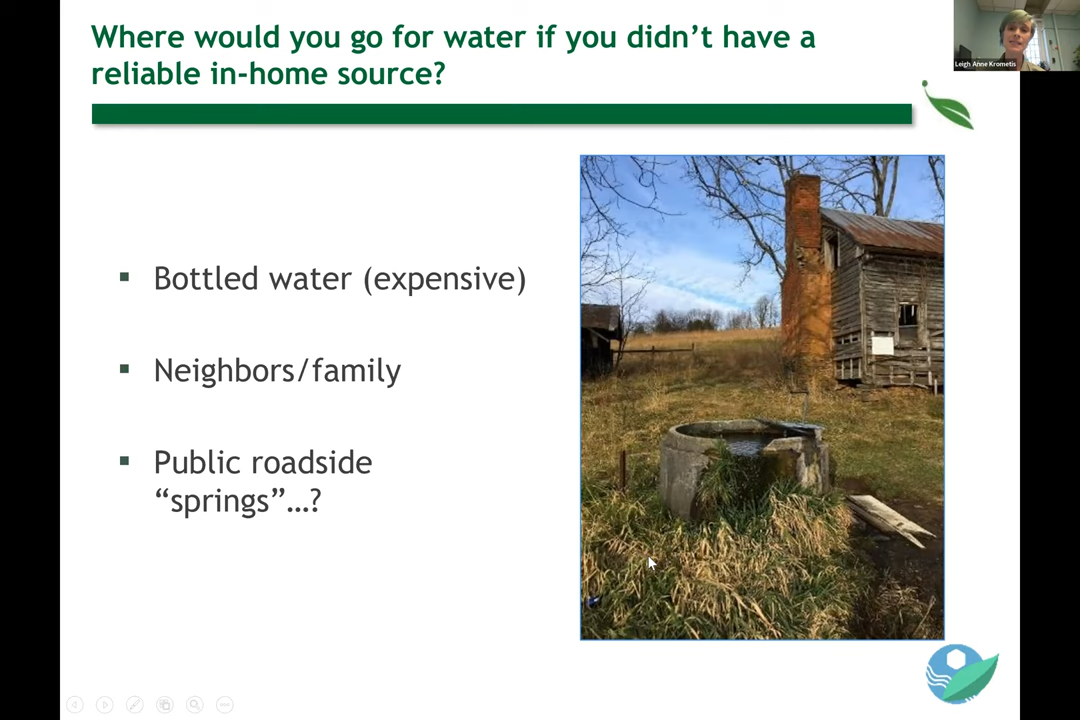 Where would you go for water if you didn’t have a
reliable in-home source?
Leigh Anne Krometis
▪ Bottled water (expensive)
▪ Neighbors/family
▪ Public roadside
“springs”…?